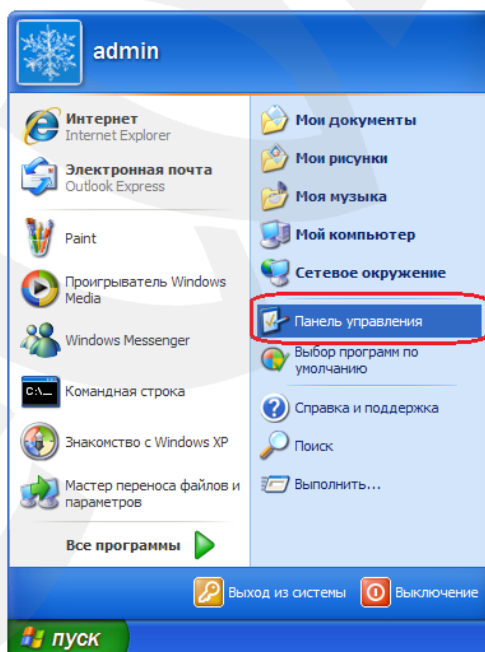 admin
Интернет
Internet Explorer
Электронная почта
Outlook Express
Paint
Проигрыватель Windows
Media
Windows Messenger
C:\_
Командная строка
Знакомство с Windows XP
Мастер переноса файлов и
параметров
Все программы
Мои документы
Мои рисунки
Моя музыка
Мой компьютер
Сетевое окружение
Панель управления
Выбор программ по
умолчанию
Справка и поддержка
Поиск
Выполнить...
Выход из системы
Выключение
пуск